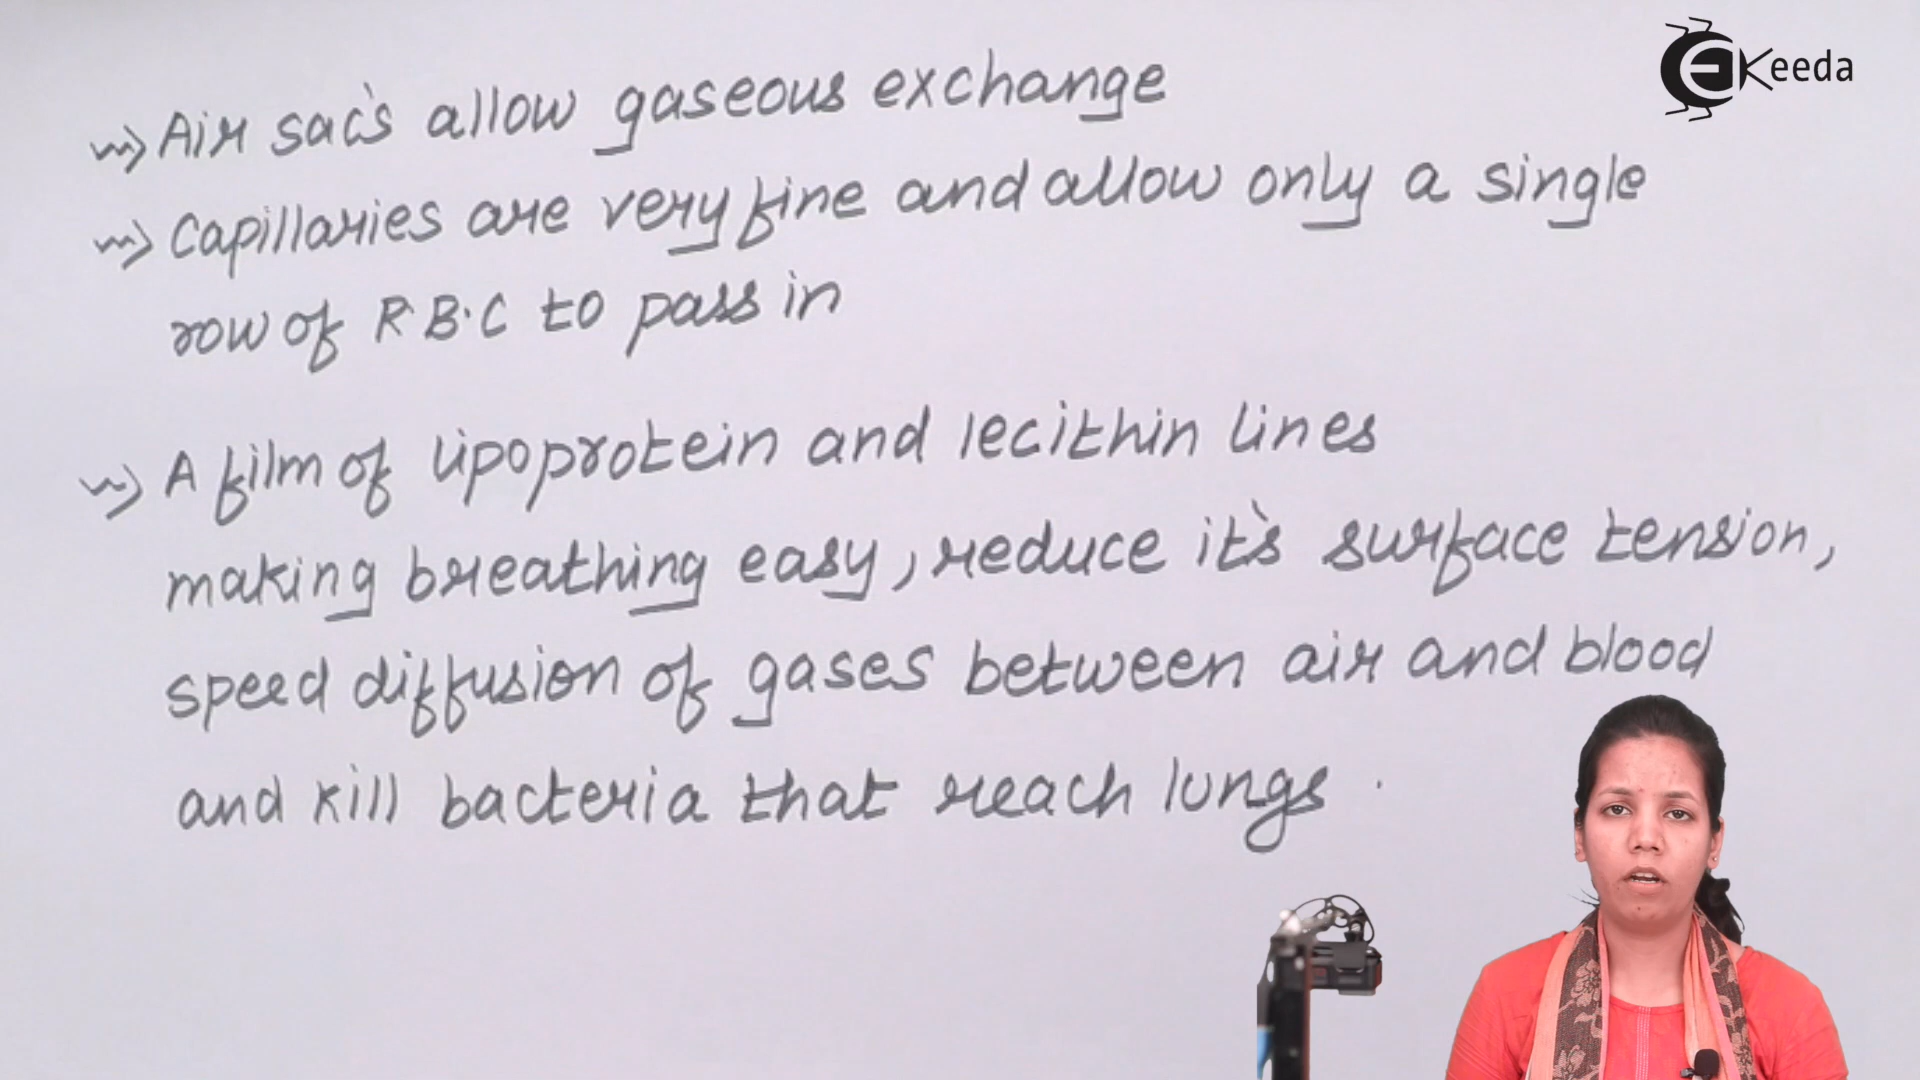 EKeeda
⇝ Air sac's allow gaseous exchange
⇝ Capillaries are very fine and allow only a single
row of R.B.C to pass in
⇝ A film of lipoprotein and lecithin lines
making breathing easy, reduce it's surface tension,
speed diffusion of gases between air and blood
and kill bacteria that reach lungs.